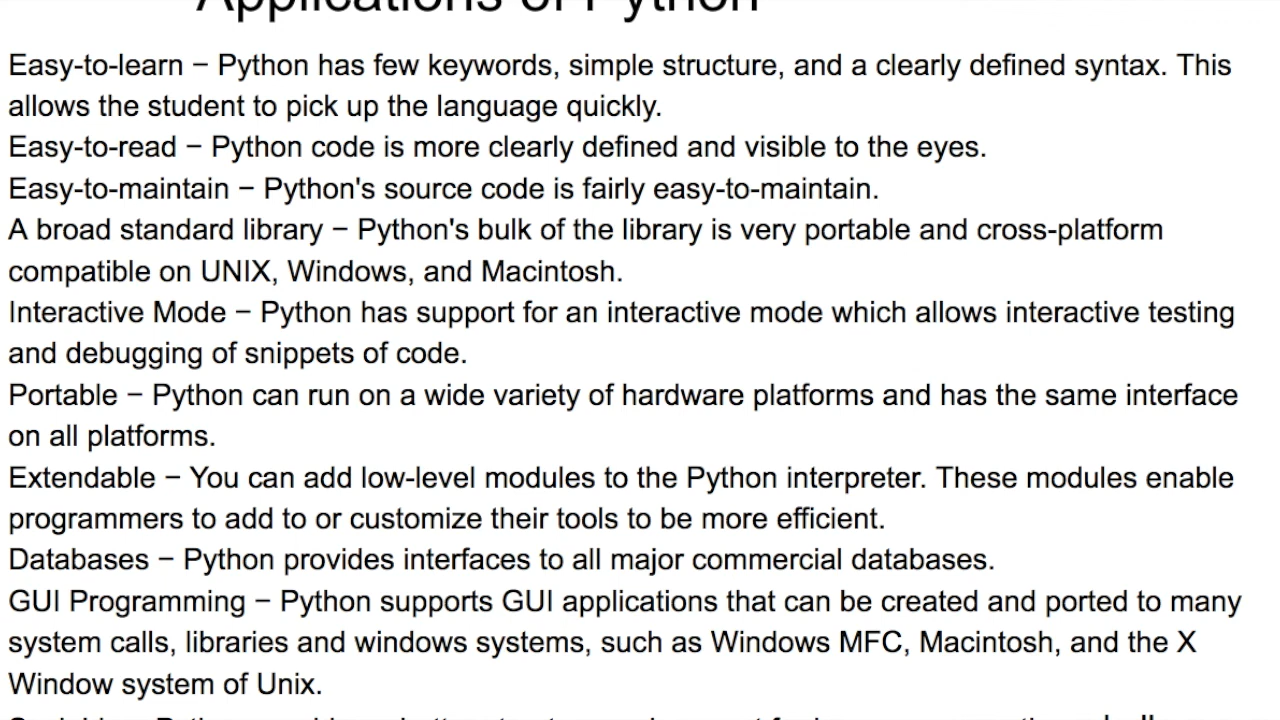 Applications of Python
Easy-to-learn − Python has few keywords, simple structure, and a clearly defined syntax. This
allows the student to pick up the language quickly.
Easy-to-read − Python code is more clearly defined and visible to the eyes.
Easy-to-maintain − Python's source code is fairly easy-to-maintain.
A broad standard library − Python's bulk of the library is very portable and cross-platform
compatible on UNIX, Windows, and Macintosh.
Interactive Mode − Python has support for an interactive mode which allows interactive testing
and debugging of snippets of code.
Portable − Python can run on a wide variety of hardware platforms and has the same interface
on all platforms.
Extendable − You can add low-level modules to the Python interpreter. These modules enable
programmers to add to or customize their tools to be more efficient.
Databases − Python provides interfaces to all major commercial databases.
GUI Programming − Python supports GUI applications that can be created and ported to many
system calls, libraries and windows systems, such as Windows MFC, Macintosh, and the X
Window system of Unix.